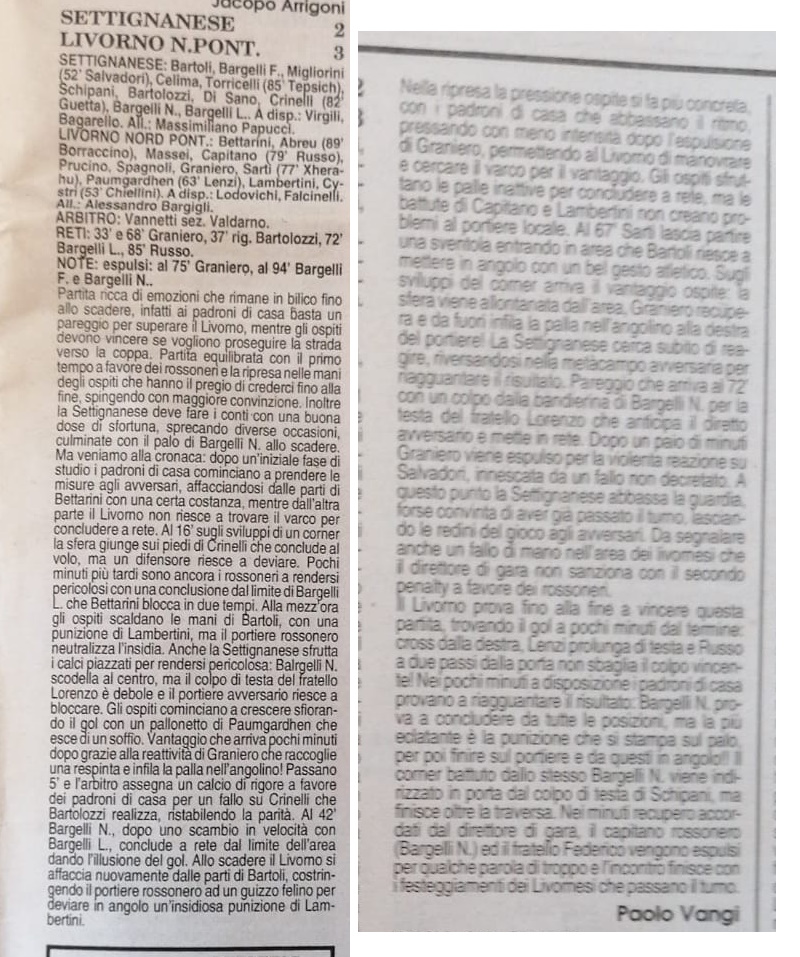 Jacopo Arrigoni
SETTIGNANESE 2
LIVORNO N.PONT. 3
SETTIGNANESE: Bartoli, Bargelli F., Migliorini
(52' Salvadori), Celima, Torricelli (85' Tepsich),
Schipani, Bartolozzi, Di Sano, Crinelli (82'
Guetta), Bargelli N., Bargelli L.. A disp.: Virgili,
Bagarello. All.: Massimiliano Papucci.
LIVORNO NORD PONT.: Bettarini, Abreu (89'
Borraccino), Massei, Capitano (79' Russo),
Prucino, Spagnoli, Graniero, Sarti (77' Xhera-
hu), Paumgardhen (63' Lenzi), Lambertini, Cy-
stri (53' Chiellini). A disp.: Lodovichi, Falcinelli.
All.: Alessandro Bargigli.
ARBITRO: Vannetti sez. Valdarno.
RETI: 33' e 68' Graniero, 37' rig. Bartolozzi, 72'
Bargelli L., 85' Russo.
NOTE: espulsi: al 75' Graniero, al 94' Bargelli
F. e Bargelli N..
Partita ricca di emozioni che rimane in bilico fino
allo scadere, infatti ai padroni di casa basta un
pareggio per superare il Livorno, mentre gli ospiti
devono vincere se vogliono proseguire la strada
verso la coppa. Partita equilibrata con il primo
tempo a favore dei rossoneri e la ripresa nelle mani
degli ospiti che hanno il pregio di crederci fino alla
fine, spingendo con maggiore convinzione. Inoltre
la Settignanese deve fare i conti con una buona
dose di sfortuna, sprecando diverse occasioni,
culminate con il palo di Bargelli N. allo scadere.
Ma veniamo alla cronaca: dopo un'iniziale fase di
studio i padroni di casa cominciano a prendere le
misure agli avversari, affacciandosi dalle parti di
Bettarini con una certa costanza, mentre dall'altra
parte il Livorno non riesce a trovare il varco per
concludere a rete. Al 16' sugli sviluppi di un corner
la sfera giunge sui piedi di Crinelli che conclude al
volo, ma un difensore riesce a deviare. Pochi
minuti più tardi sono ancora i rossoneri a rendersi
pericolosi con una conclusione dal limite di Bargelli
L. che Bettarini blocca in due tempi. Alla mezz'ora
gli ospiti scaldano le mani di Bartoli, con una
punizione di Lambertini, ma il portiere rossonero
neutralizza l'insidia. Anche la Settignanese sfrutta
i calci piazzati per rendersi pericolosa: Balrgelli N.
scodella al centro, ma il colpo di testa del fratello
Lorenzo è debole e il portiere avversario riesce a
bloccare. Gli ospiti cominciano a crescere sfioran-
do il gol con un pallonetto di Paumgardhen che
esce di un soffio. Vantaggio che arriva pochi minuti
dopo grazie alla reattività di Graniero che raccoglie
una respinta e infila la palla nell'angolino! Passano
5' e l'arbitro assegna un calcio di rigore a favore
dei padroni di casa per un fallo su Crinelli che
Bartolozzi realizza, ristabilendo la parità. Al 42'
Bargelli N., dopo uno scambio in velocità con
Bargelli L., conclude a rete dal limite dell'area
dando l'illusione del gol. Allo scadere il Livorno si
affaccia nuovamente dalle parti di Bartoli, costrin-
gendo il portiere rossonero ad un guizzo felino per
deviare in angolo un'insidiosa punizione di Lam-
bertini.
Nella ripresa la pressione ospite si fa più concreta,
con i padroni di casa che abbassano il ritmo,
pressando con meno intensità dopo l'espulsione
di Graniero, permettendo al Livorno di manovrare
e cercare il varco per il vantaggio. Gli ospiti sfrut-
tano le palle inattive per concludere a rete, ma le
battute di Capitano e Lambertini non creano pro-
blemi al portiere locale. Al 67' Sarti lascia partire
una sventola entrando in area che Bartoli riesce a
mettere in angolo con un bel gesto atletico. Sugli
sviluppi del corner arriva il vantaggio ospite: la
sfera viene allontanata dall'area, Graniero recupe-
ra e da fuori infila la palla nell'angolino alla destra
del portiere! La Settignanese cerca subito di rea-
gire, riversandosi nella metacampo avversaria per
riagguantare il risultato. Pareggio che arriva al 72'
con un colpo dalla bandierina di Bargelli N. per la
testa del fratello Lorenzo che anticipa il diretto
avversario e mette in rete. Dopo un paio di minuti
Graniero viene espulso per la violenta reazione su
Salvadori, innescata da un fallo non decretato. A
questo punto la Settignanese abbassa la guardia,
forse convinta di aver già passato il turno, lascian-
do le redini del gioco agli avversari. Da segnalare
anche un fallo di mano nell'area dei livornesi che
il direttore di gara non sanziona con il secondo
penalty a favore dei rossoneri.
Il Livorno prova fino alla fine a vincere questa
partita, trovando il gol a pochi minuti dal termine:
cross dalla destra, Lenzi prolunga di testa e Russo
a due passi dalla porta non sbaglia il colpo vincen-
te! Nei pochi minuti a disposizione i padroni di casa
provano a riagguantare il risultato: Bargelli N. pro-
va a concludere da tutte le posizioni, ma la più
eclatante è la punizione che si stampa sul palo,
per poi finire sul portiere e da questi in angolo!! Il
corner battuto dallo stesso Bargelli N. viene indi-
rizzato in porta dal colpo di testa di Schipani, ma
finisce oltre la traversa. Nei minuti recupero accor-
dati dal direttore di gara, il capitano rossonero
(Bargelli N.) ed il fratello Federico vengono espulsi
per qualche parola di troppo e l'incontro finisce con
i festeggiamenti dei Livornesi che passano il turno.
Paolo Vangi